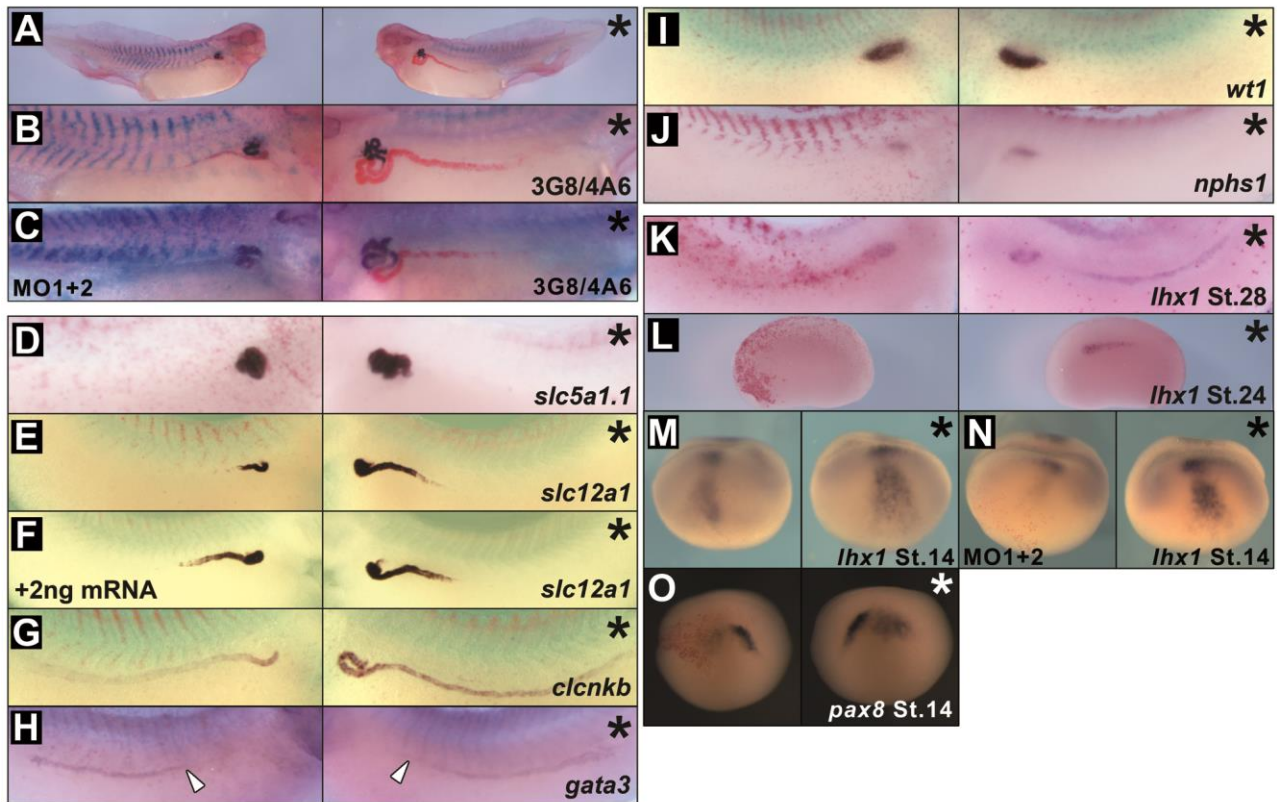 A *
B *
3G8/4A6
C *
MO1+2 3G8/4A6
D *
slc5a1.1
E *
slc12a1
F *
+2ng mRNA slc12a1
G *
clcnkb
H *
gata3
I *
wt1
J *
nphs1
K *
lhx1 St.28
L *
lhx1 St.24
M * N *
lhx1 St.14 MO1+2 lhx1 St.14
O *
pax8 St.14